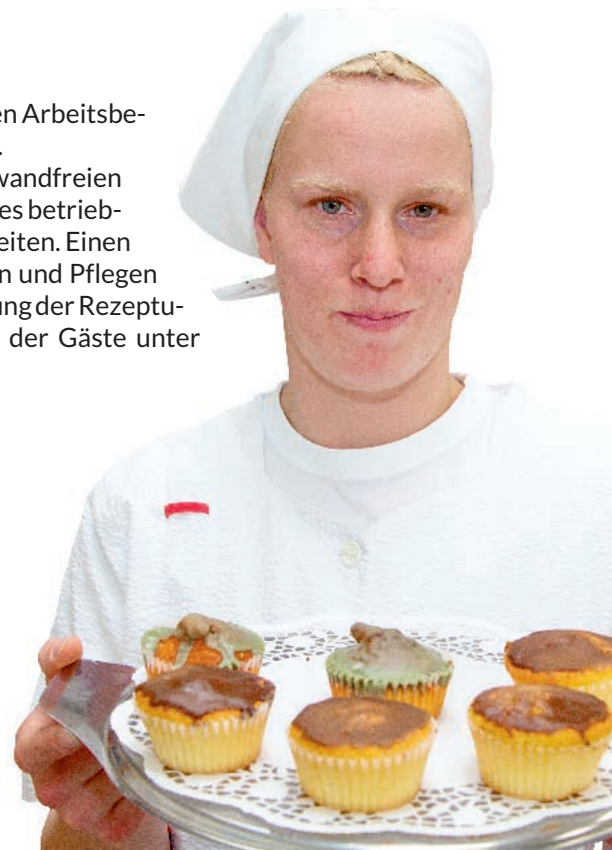 en Arbeitsbe-
.
wandfreien
es betrieb-
eiten. Einen
n und Pflegen
ung der Rezeptu-
der Gäste unter